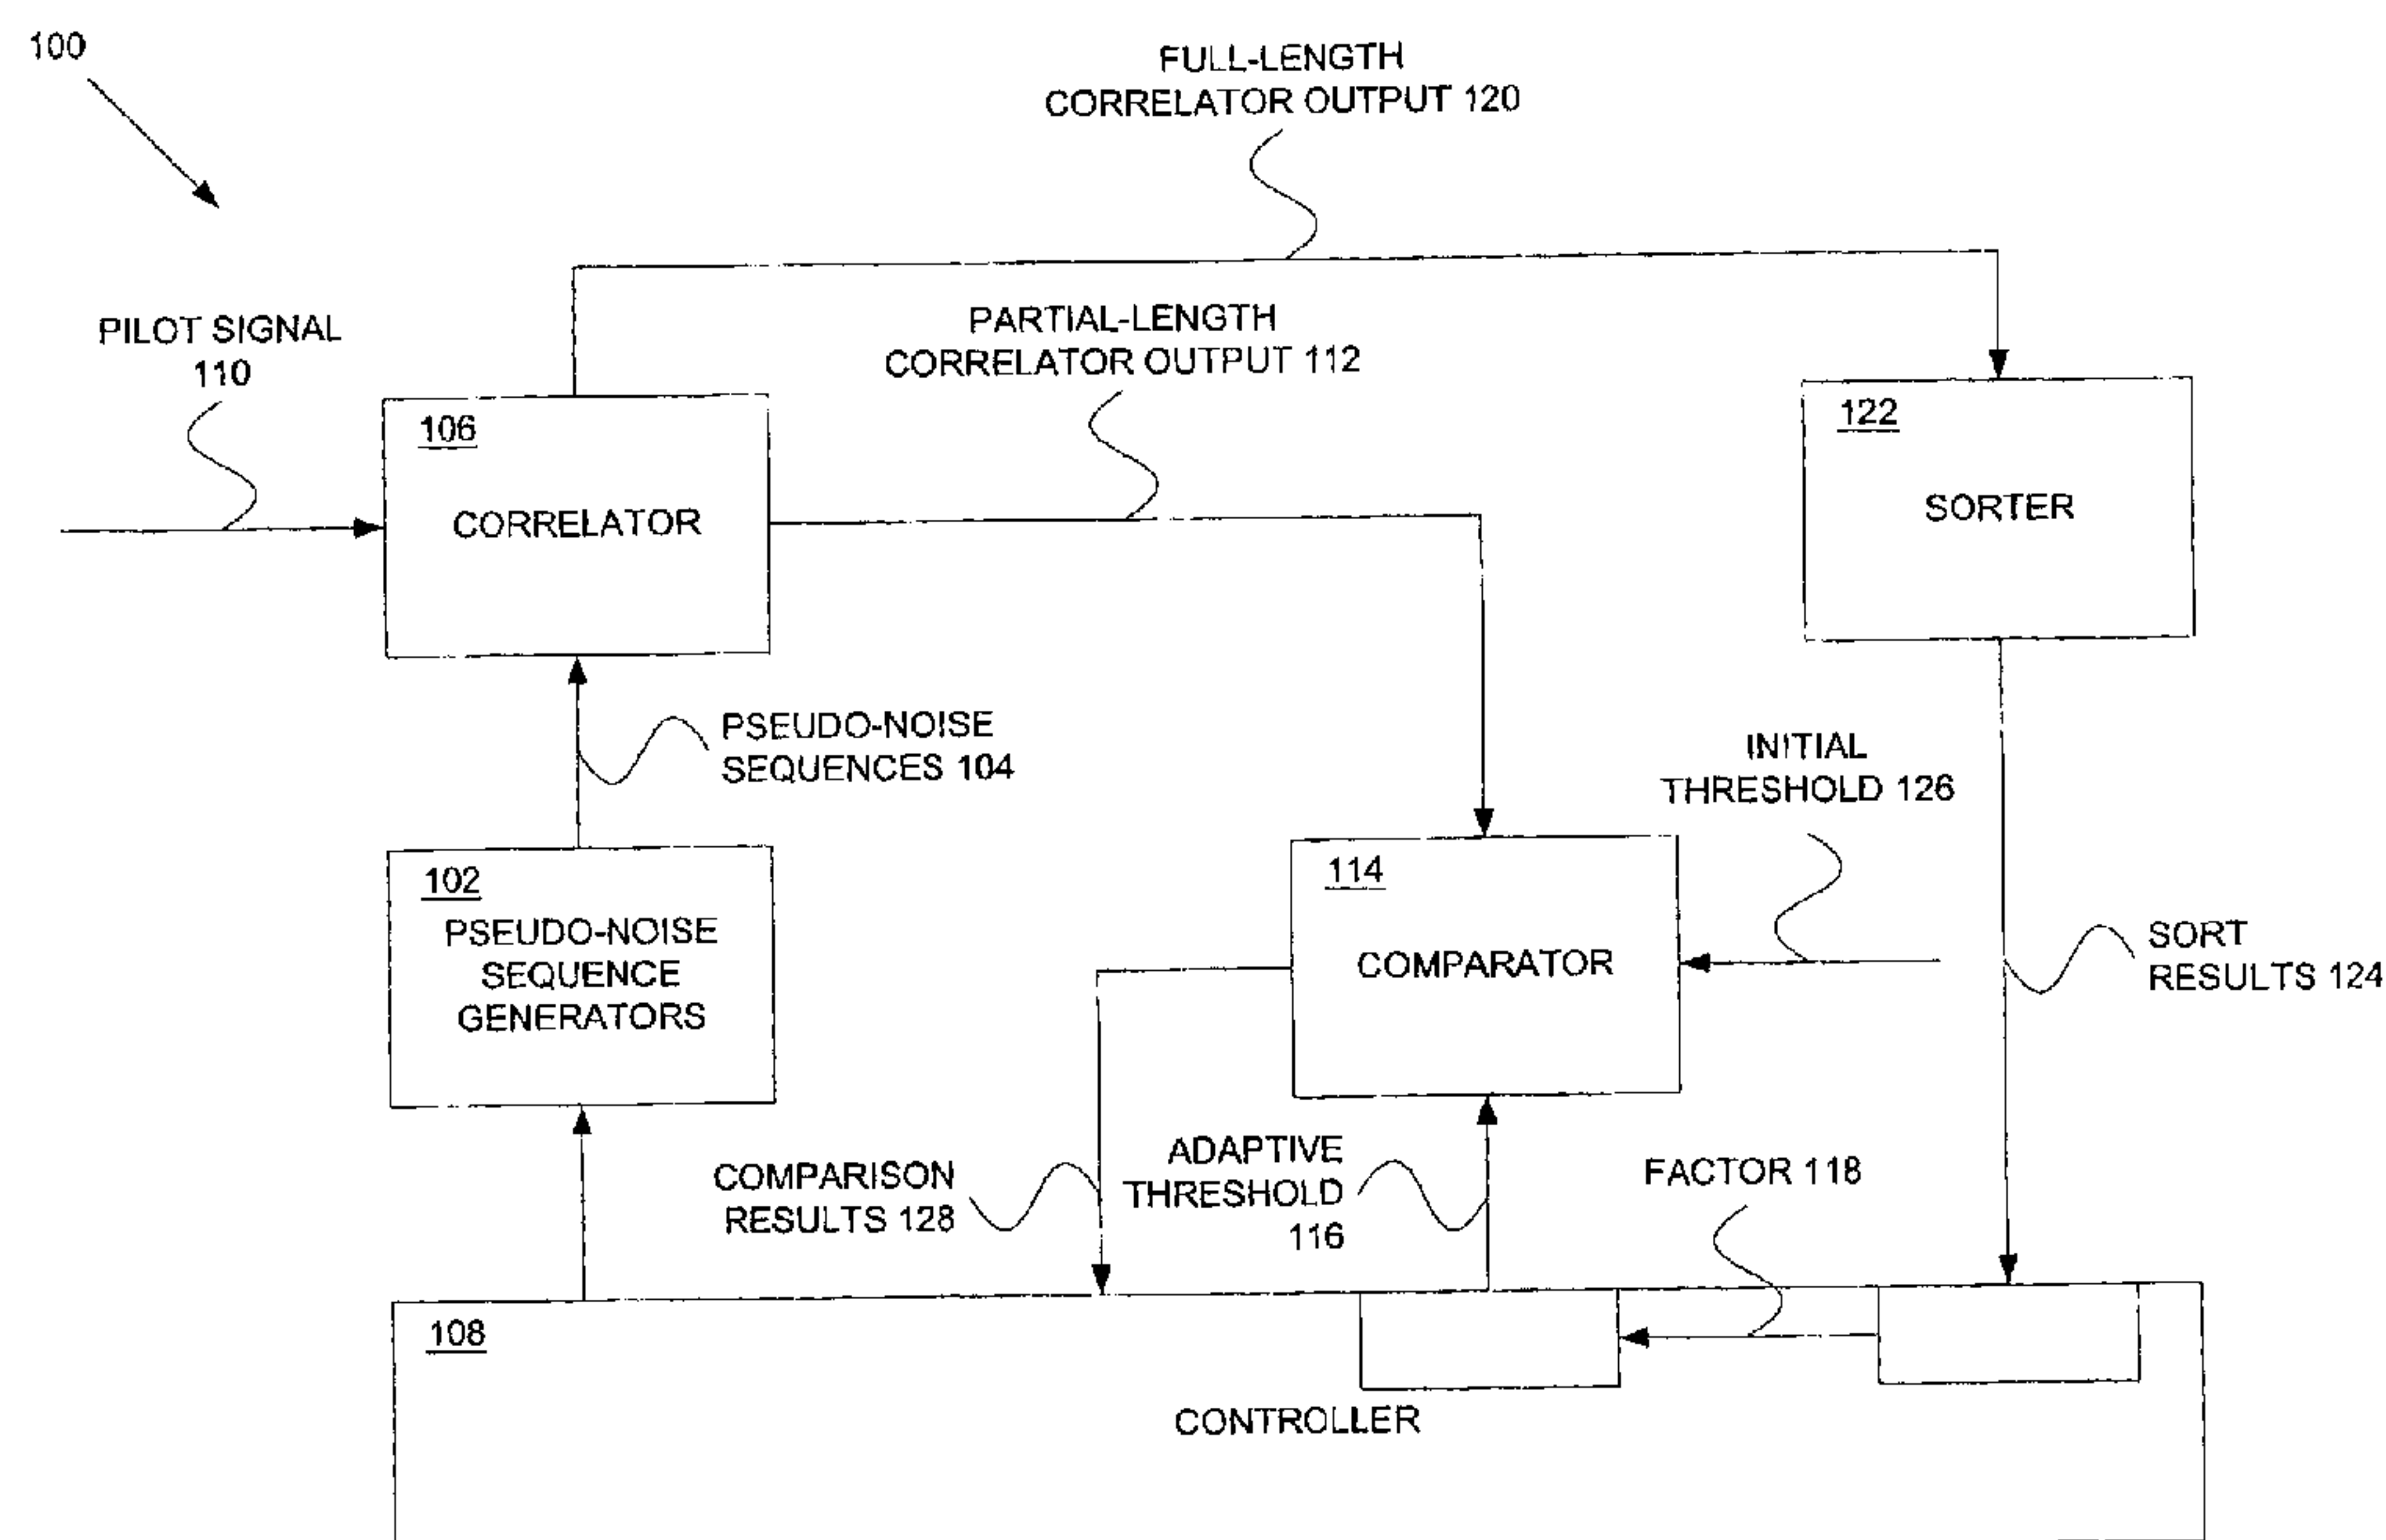 100
FULL-LENGTH
CORRELATOR OUTPUT 120
PILOT SIGNAL
110
PARTIAL-LENGTH
CORRELATOR OUTPUT 112
106
CORRELATOR
122
SORTER
PSEUDO-NOISE
SEQUENCES 104
INITIAL
THRESHOLD 126
102
PSEUDO-NOISE
SEQUENCE
GENERATORS
114
COMPARATOR
SORT
RESULTS 124
COMPARISON
RESULTS 128
ADAPTIVE
THRESHOLD
116
FACTOR 118
108
CONTROLLER